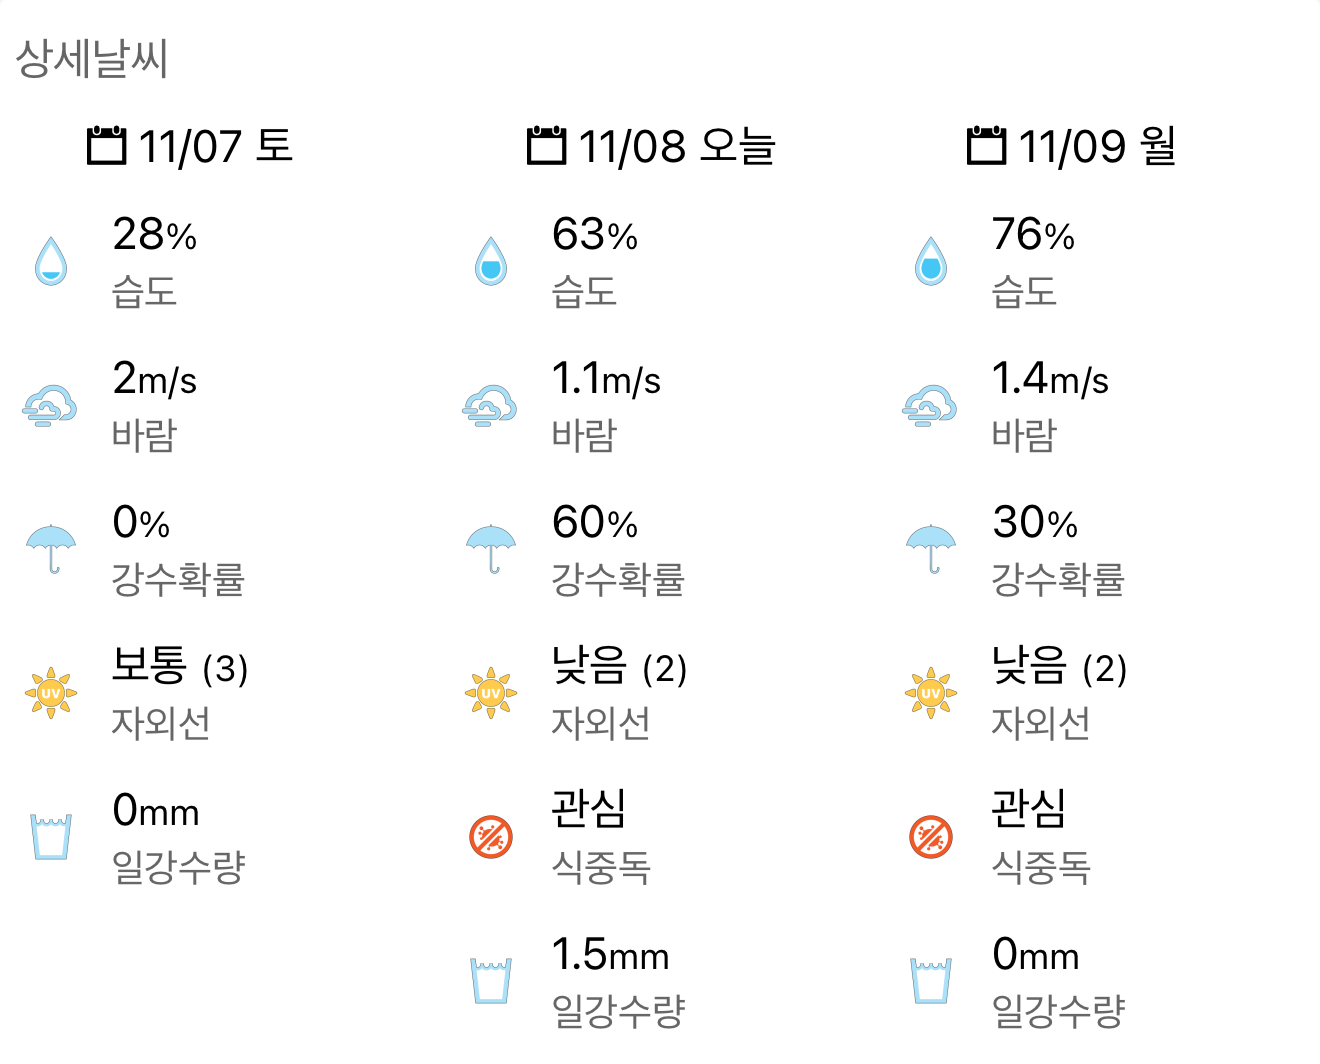 상세날씨
11/07 토
28%
습도
2m/s
바람
0%
강수확률
보통 (3)
UV
자외선
0mm
일강수량
11/08 오늘
63%
습도
1.1m/s
바람
60%
강수확률
낮음 (2)
UV
자외선
관심
식중독
1.5mm
일강수량
11/09 월
76%
습도
1.4m/s
바람
30%
강수확률
낮음 (2)
UV
자외선
관심
식중독
0mm
일강수량